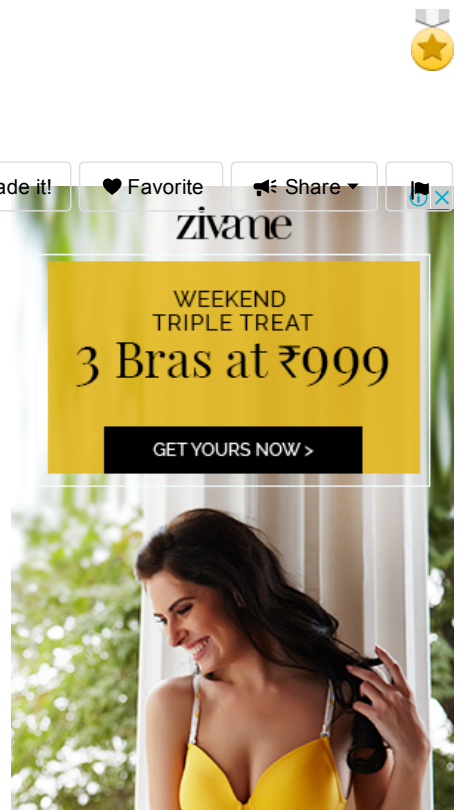 ade it!
Favorite
Share
zivame
WEEKEND
TRIPLE TREAT
3 Bras at ₹999
GET YOURS NOW >